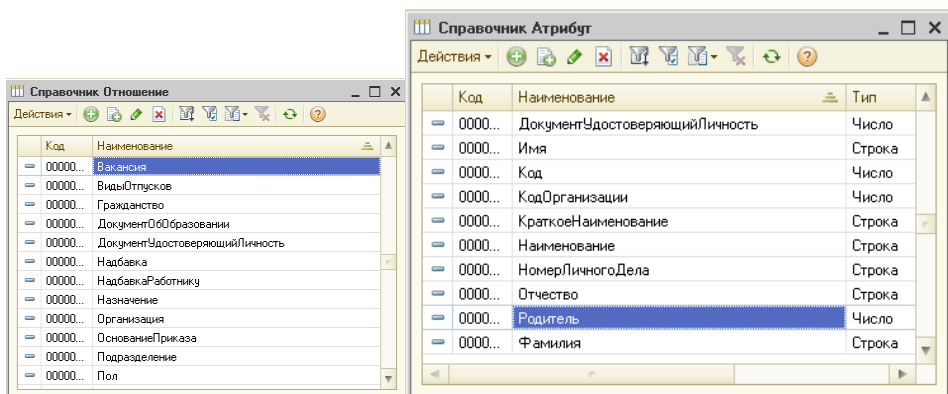 Справочник Отношение
Действия
Код Наименование
00000... Вакансия
00000... ВидыОтпусков
00000... Гражданство
00000... ДокументОбОбразовании
00000... ДокументУдостоверяющийЛичность
00000... Надбавка
00000... НадбавкаРаботнику
00000... Назначение
00000... Организация
00000... ОснованиеПриказа
00000... Подразделение
00000... Пол
Справочник Атрибут
Действия
Код Наименование Тип
0000... ДокументУдостоверяющийЛичность Число
0000... Имя Строка
0000... Код Число
0000... КодОрганизации Число
0000... КраткоеНаименование Строка
0000... Наименование Строка
0000... НомерЛичногоДела Строка
0000... Отчество Строка
0000... Родитель Число
0000... Фамилия Строка